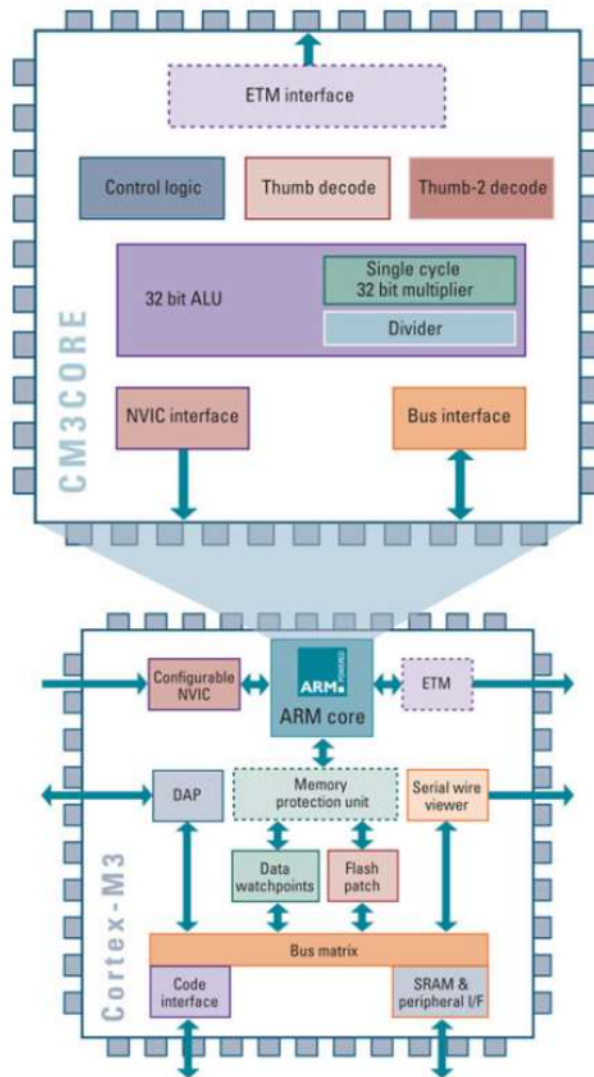 ETM interface
Control logic
Thumb decode
Thumb-2 decode
32 bit ALU
Single cycle
32 bit multiplier
Divider
NVIC interface
Bus interface
CM3CORE
Configurable
NVIC
ARM
POWERED
ARM core
ETM
DAP
Memory
protection unit
Serial wire
viewer
Data
watchpoints
Flash
patch
Bus matrix
Code
interface
SRAM &
peripheral I/F
Cortex-M3